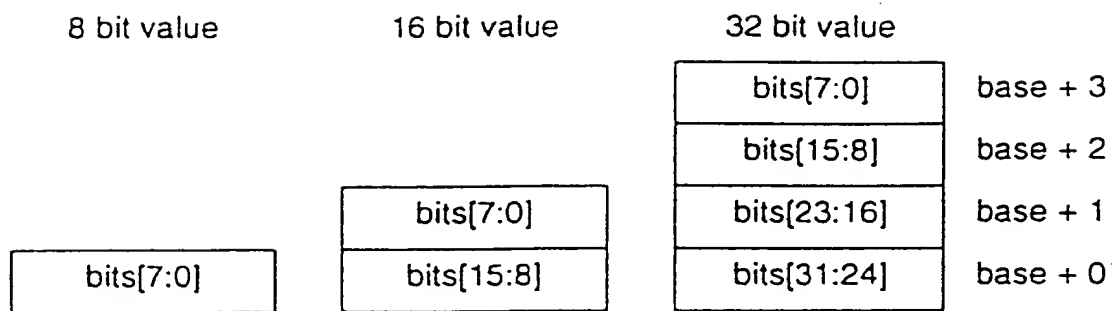 8 bit value 16 bit value 32 bit value
bits[7:0] base + 3
bits[15:8] base + 2
bits[7:0] bits[23:16] base + 1
bits[7:0] bits[15:8] bits[31:24] base + 0